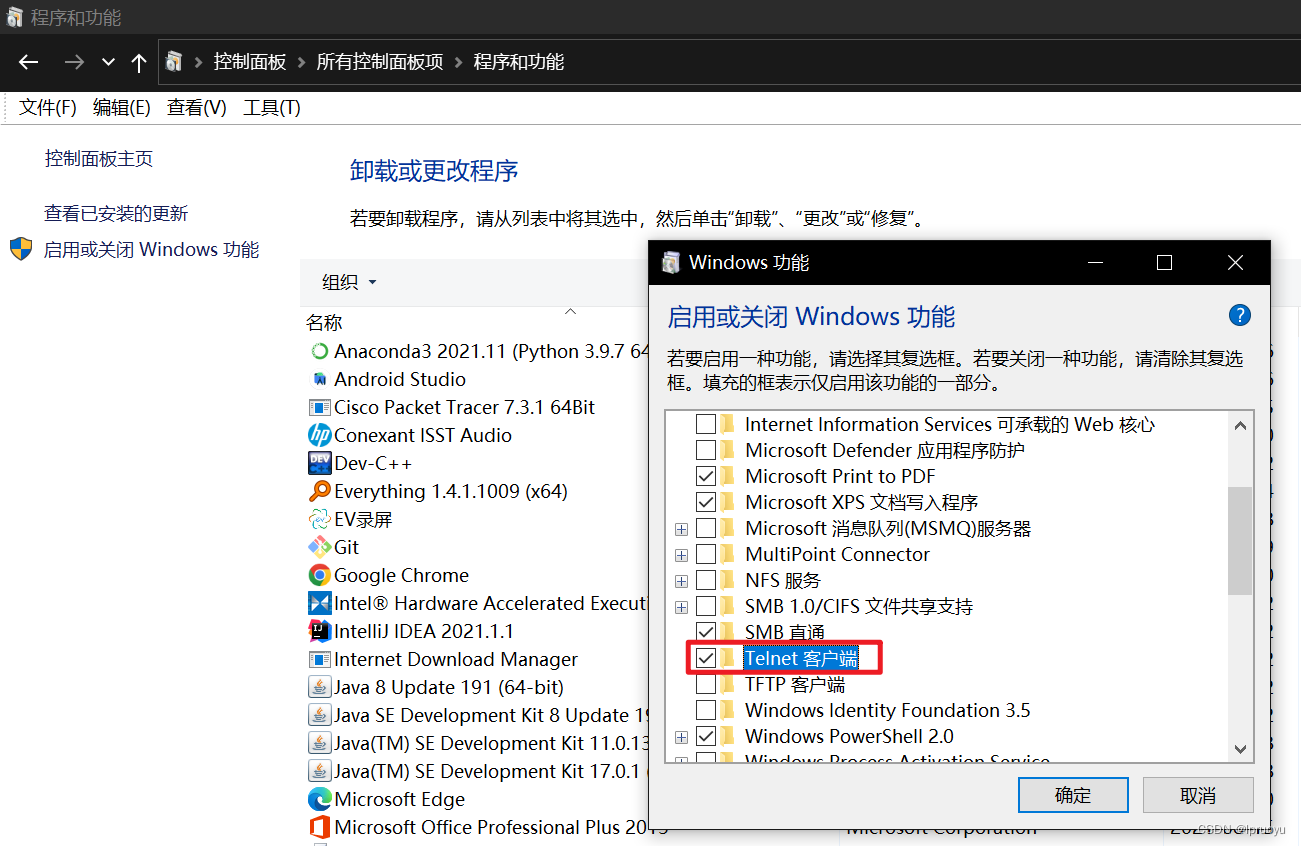 程序和功能
控制面板 > 所有控制面板项 > 程序和功能
文件(F) 编辑(E) 查看(V) 工具(T)
控制面板主页
查看已安装的更新
启用或关闭 Windows 功能
卸载或更改程序
若要卸载程序，请从列表中将其选中，然后单击“卸载”、“更改”或“修复”。
组织
名称
Anaconda3 2021.11 (Python 3.9.7 64
Android Studio
Cisco Packet Tracer 7.3.1 64Bit
Conexant ISST Audio
Dev-C++
Everything 1.4.1.1009 (x64)
EV录屏
Git
Google Chrome
Intel® Hardware Accelerated Executi
IntelliJ IDEA 2021.1.1
Internet Download Manager
Java 8 Update 191 (64-bit)
Java SE Development Kit 8 Update 19
Java(TM) SE Development Kit 11.0.13
Java(TM) SE Development Kit 17.0.1 (
Microsoft Edge
Microsoft Office Professional Plus 2013
Microsoft Corporation
Windows 功能
启用或关闭 Windows 功能
若要启用一种功能，请选择其复选框。若要关闭一种功能，请清除其复选
框。填充的框表示仅启用该功能的一部分。
Internet Information Services 可承载的 Web 核心
Microsoft Defender 应用程序防护
Microsoft Print to PDF
Microsoft XPS 文档写入程序
Microsoft 消息队列(MSMQ)服务器
MultiPoint Connector
NFS 服务
SMB 1.0/CIFS 文件共享支持
SMB 直通
Telnet 客户端
TFTP 客户端
Windows Identity Foundation 3.5
Windows PowerShell 2.0
Windows Process Activation Service
确定 取消
CSDN @lpruoyu